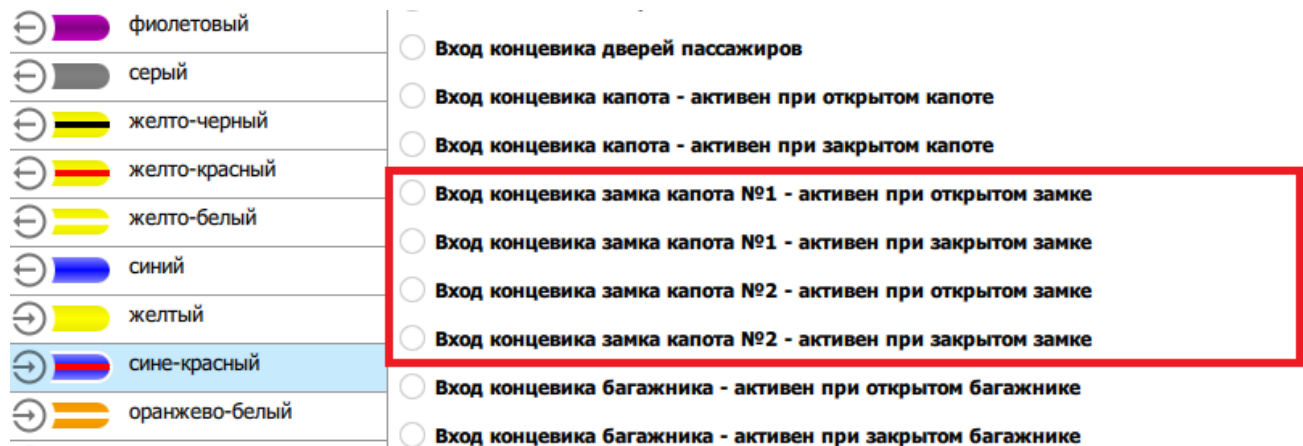 фиолетовый
серый
желто-черный
желто-красный
желто-белый
синий
желтый
сине-красный
оранжево-белый
Вход концевика дверей пассажиров
Вход концевика капота - активен при открытом капоте
Вход концевика капота - активен при закрытом капоте
Вход концевика замка капота №1 - активен при открытом замке
Вход концевика замка капота №1 - активен при закрытом замке
Вход концевика замка капота №2 - активен при открытом замке
Вход концевика замка капота №2 - активен при закрытом замке
Вход концевика багажника - активен при открытом багажнике
Вход концевика багажника - активен при закрытом багажнике